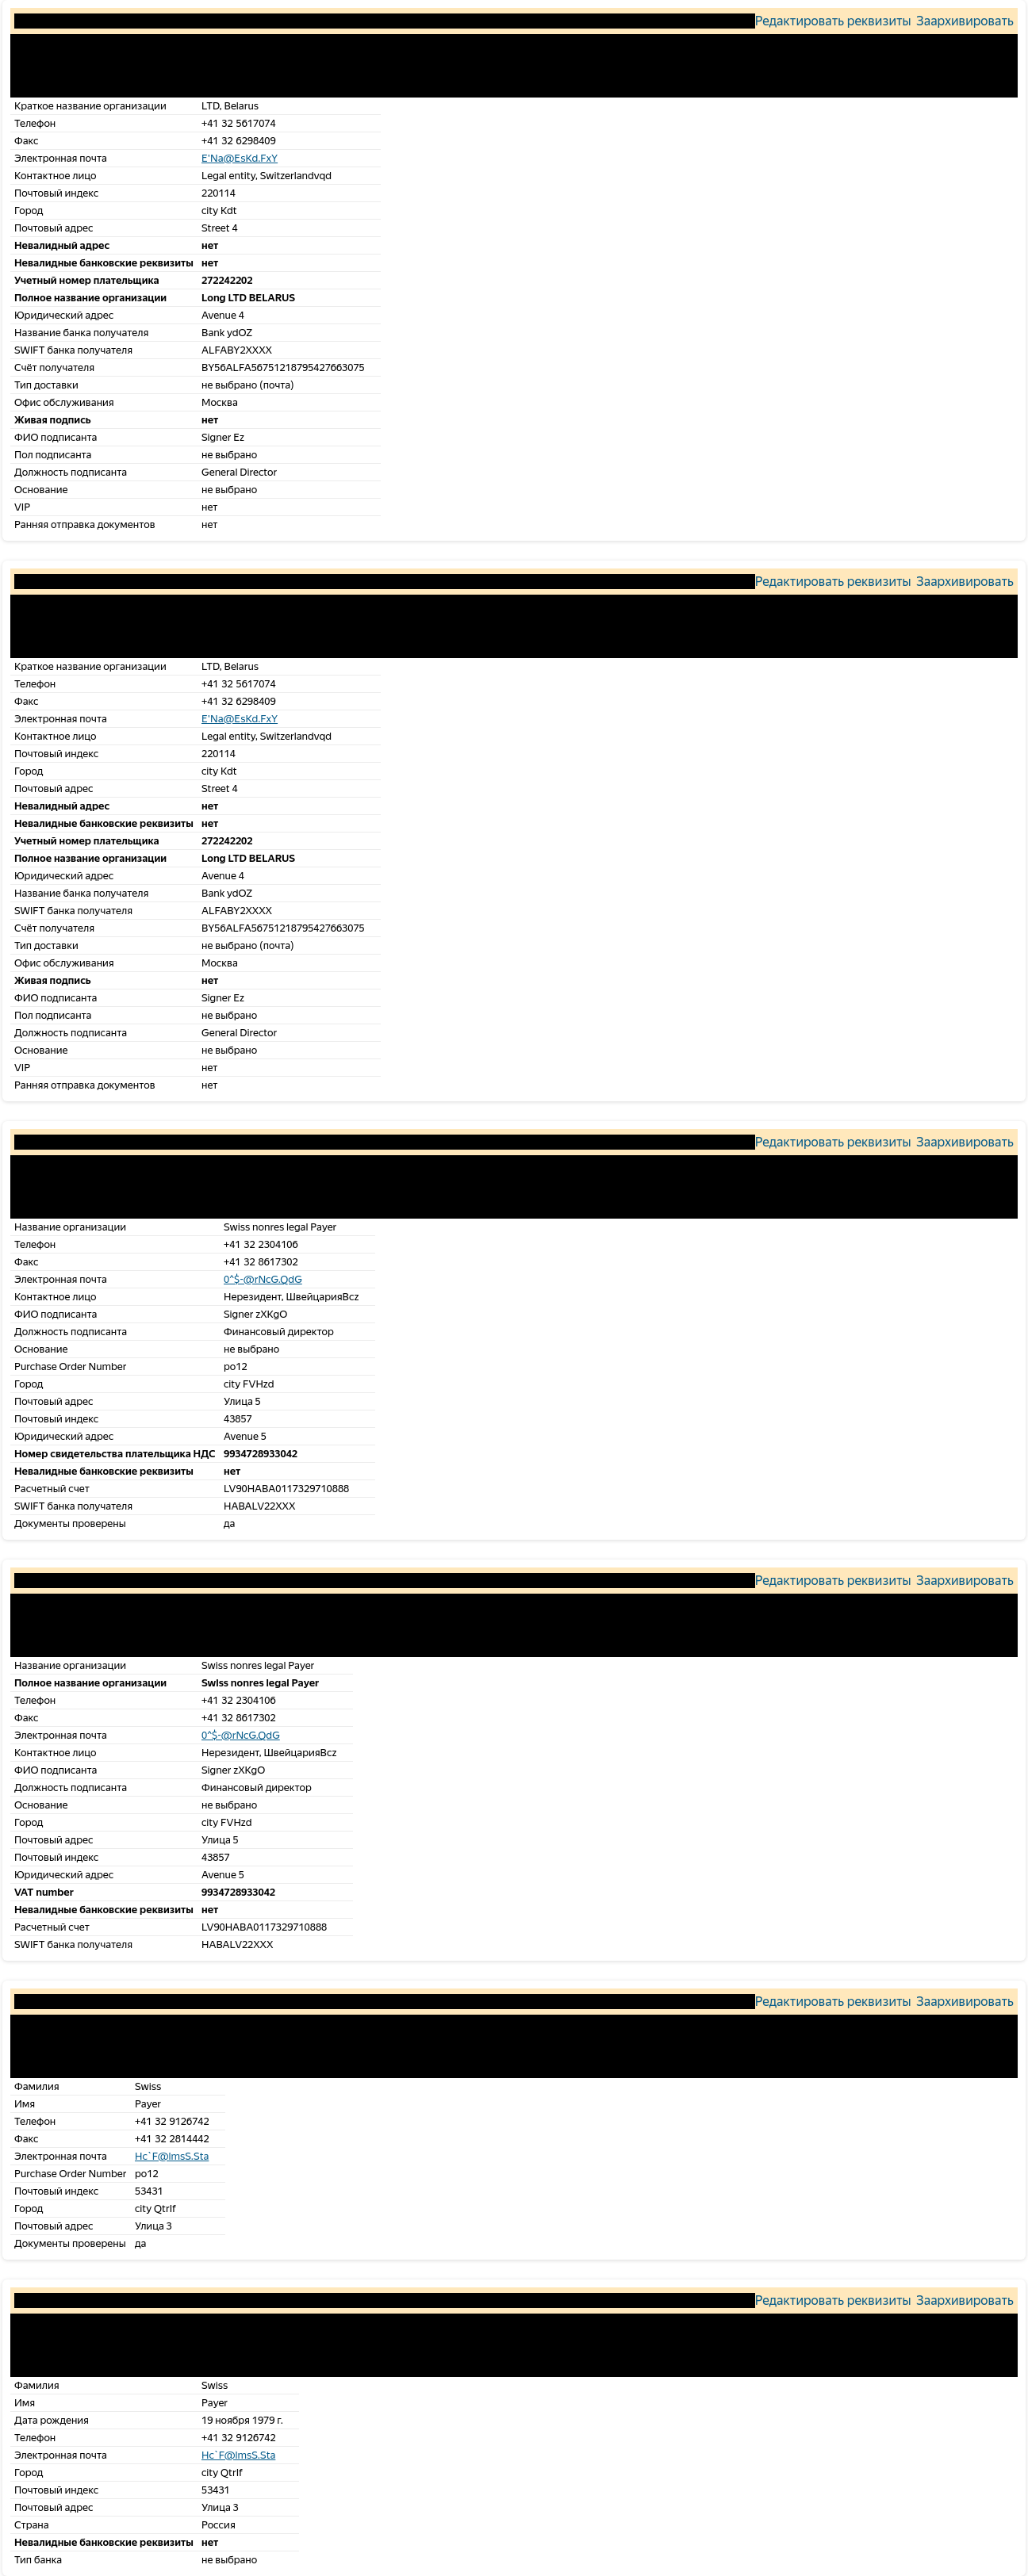 Редактировать реквизиты Заархивировать
Краткое название организации LTD, Belarus
Телефон +41 32 5617074
Факс +41 32 6298409
Электронная почта E'Na@EsKd.FxY
Контактное лицо Legal entity, Switzerlandvqd
Почтовый индекс 220114
Город city Kdt
Почтовый адрес Street 4
Невалидный адрес нет
Невалидные банковские реквизиты нет
Учетный номер плательщика 272242202
Полное название организации Long LTD BELARUS
Юридический адрес Avenue 4
Название банка получателя Bank ydOZ
SWIFT банка получателя ALFABY2XXXX
Счёт получателя BY56ALFA56751218795427663075
Тип доставки не выбрано (почта)
Офис обслуживания Москва
Живая подпись нет
ФИО подписанта Signer Ez
Пол подписанта не выбрано
Должность подписанта General Director
Основание не выбрано
VIP нет
Ранняя отправка документов нет
Редактировать реквизиты Заархивировать
Краткое название организации LTD, Belarus
Телефон +41 32 5617074
Факс +41 32 6298409
Электронная почта E'Na@EsKd.FxY
Контактное лицо Legal entity, Switzerlandvqd
Почтовый индекс 220114
Город city Kdt
Почтовый адрес Street 4
Невалидный адрес нет
Невалидные банковские реквизиты нет
Учетный номер плательщика 272242202
Полное название организации Long LTD BELARUS
Юридический адрес Avenue 4
Название банка получателя Bank ydOZ
SWIFT банка получателя ALFABY2XXXX
Счёт получателя BY56ALFA56751218795427663075
Тип доставки не выбрано (почта)
Офис обслуживания Москва
Живая подпись нет
ФИО подписанта Signer Ez
Пол подписанта не выбрано
Должность подписанта General Director
Основание не выбрано
VIP нет
Ранняя отправка документов нет
Редактировать реквизиты Заархивировать
Название организации Swiss nonres legal Payer
Телефон +41 32 2304106
Факс +41 32 8617302
Электронная почта 0^$-@rNcG.QdG
Контактное лицо Нерезидент, ШвейцарияBcz
ФИО подписанта Signer zXKgO
Должность подписанта Финансовый директор
Основание не выбрано
Purchase Order Number po12
Город city FVHzd
Почтовый адрес Улица 5
Почтовый индекс 43857
Юридический адрес Avenue 5
Номер свидетельства плательщика НДС 9934728933042
Невалидные банковские реквизиты нет
Расчетный счет LV90HABA0117329710888
SWIFT банка получателя HABALV22XXX
Документы проверены да
Редактировать реквизиты Заархивировать
Название организации Swiss nonres legal Payer
Полное название организации Swiss nonres legal Payer
Телефон +41 32 2304106
Факс +41 32 8617302
Электронная почта 0^$-@rNcG.QdG
Контактное лицо Нерезидент, ШвейцарияBcz
ФИО подписанта Signer zXKgO
Должность подписанта Финансовый директор
Основание не выбрано
Город city FVHzd
Почтовый адрес Улица 5
Почтовый индекс 43857
Юридический адрес Avenue 5
VAT number 9934728933042
Невалидные банковские реквизиты нет
Расчетный счет LV90HABA0117329710888
SWIFT банка получателя HABALV22XXX
Редактировать реквизиты Заархивировать
Фамилия Swiss
Имя Payer
Телефон +41 32 9126742
Факс +41 32 2814442
Электронная почта Hc`F@ImsS.Sta
Purchase Order Number po12
Почтовый индекс 53431
Город city QtrIf
Почтовый адрес Улица 3
Документы проверены да
Редактировать реквизиты Заархивировать
Фамилия Swiss
Имя Payer
Дата рождения 19 ноября 1979 г.
Телефон +41 32 9126742
Электронная почта Hc`F@ImsS.Sta
Город city QtrIf
Почтовый индекс 53431
Почтовый адрес Улица 3
Страна Россия
Невалидные банковские реквизиты нет
Тип банка не выбрано